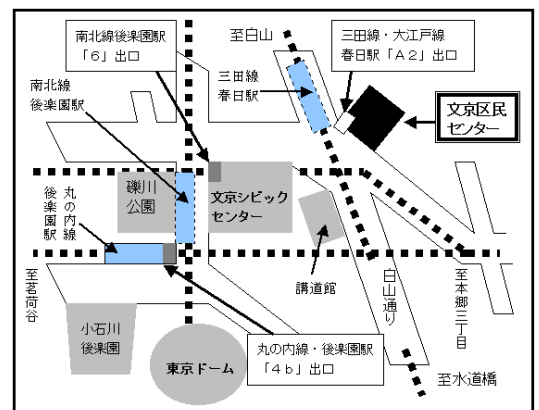 南北線後楽園駅
「6」出口
至白山
三田線・大江戸線
春日駅「A2」出口
南北線
後楽園駅
三田線
春日駅
文京区民
センター
丸の内線
後楽園駅
礫川
公園
文京シビック
センター
講道館
白山通り
至本郷三丁目
至茗荷谷
小石川
後楽園
東京ドーム
丸の内線・後楽園駅
「4b」出口
至水道橋